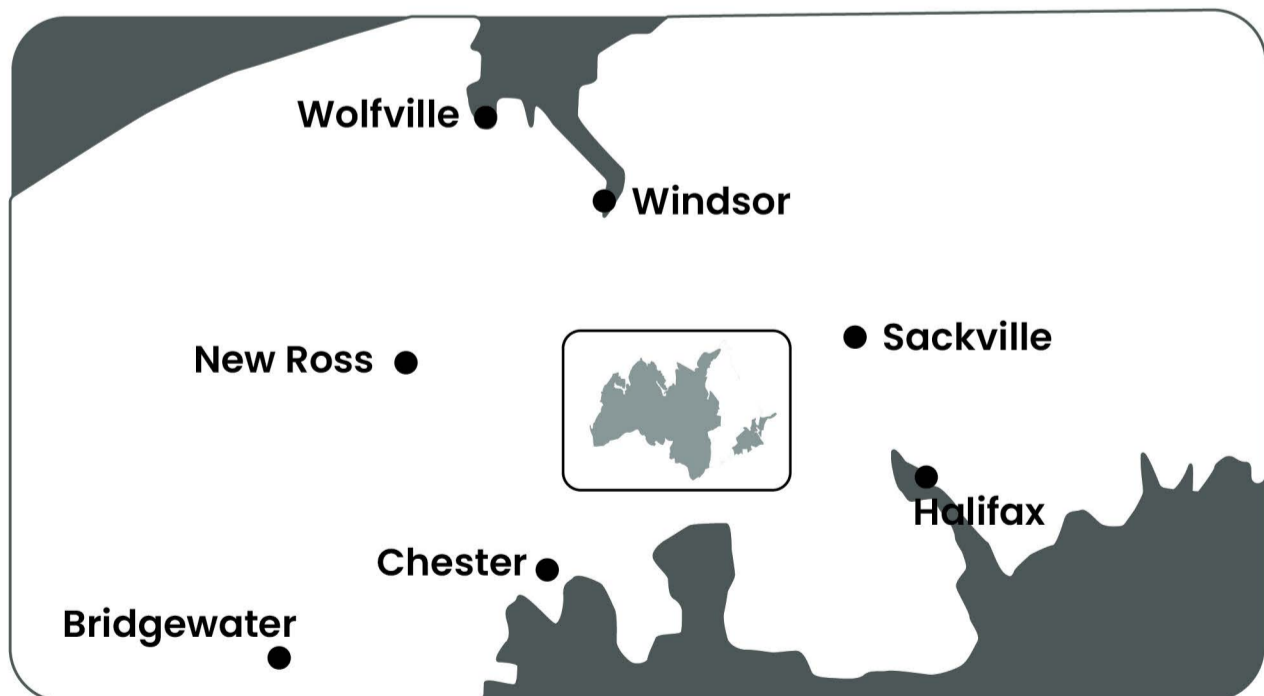 Wolfville
Windsor
Sackville
New Ross
Halifax
Chester
Bridgewater